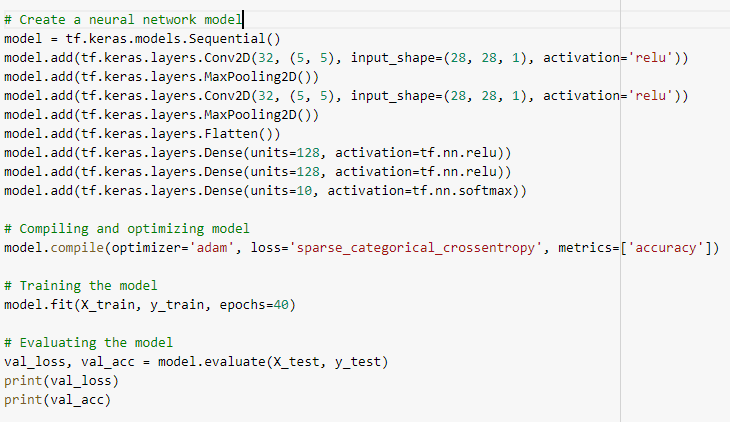 # Create a neural network model
model = tf.keras.models.Sequential()
model.add(tf.keras.layers.Conv2D(32, (5, 5), input_shape=(28, 28, 1), activation='relu'))
model.add(tf.keras.layers.MaxPooling2D())
model.add(tf.keras.layers.Conv2D(32, (5, 5), input_shape=(28, 28, 1), activation='relu'))
model.add(tf.keras.layers.MaxPooling2D())
model.add(tf.keras.layers.Flatten())
model.add(tf.keras.layers.Dense(units=128, activation=tf.nn.relu))
model.add(tf.keras.layers.Dense(units=128, activation=tf.nn.relu))
model.add(tf.keras.layers.Dense(units=10, activation=tf.nn.softmax))
# Compiling and optimizing model
model.compile(optimizer='adam', loss='sparse_categorical_crossentropy', metrics=['accuracy'])
# Training the model
model.fit(X_train, y_train, epochs=40)
# Evaluating the model
val_loss, val_acc = model.evaluate(X_test, y_test)
print(val_loss)
print(val_acc)